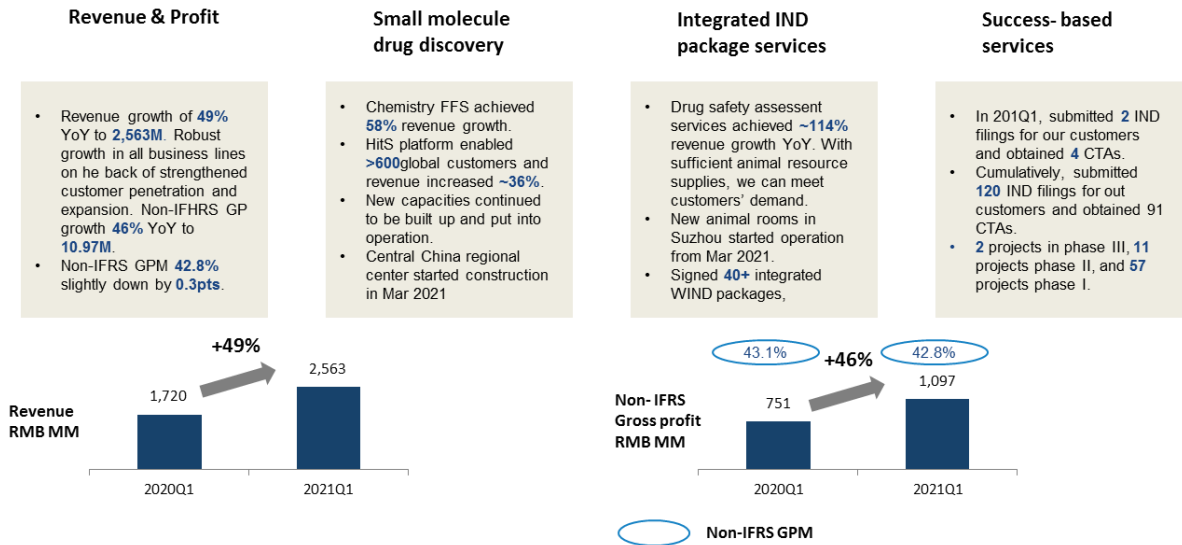 Revenue & Profit
• Revenue growth of 49%
YoY to 2,563M. Robust
growth in all business lines
on he back of strengthened
customer penetration and
expansion. Non-IFHRS GP
growth 46% YoY to
10.97M.
• Non-IFRS GPM 42.8%
slightly down by 0.3pts.
Small molecule
drug discovery
• Chemistry FFS achieved
58% revenue growth.
• HitS platform enabled
>600global customers and
revenue increased ~36%.
• New capacities continued
to be built up and put into
operation.
• Central China regional
center started construction
in Mar 2021
Integrated IND
package services
• Drug safety assessent
services achieved ~114%
revenue growth YoY. With
sufficient animal resource
supplies, we can meet
customers' demand.
• New animal rooms in
Suzhou started operation
from Mar 2021.
• Signed 40+ integrated
WIND packages,
Success- based
services
• In 201Q1, submitted 2 IND
filings for our customers
and obtained 4 CTAs.
• Cumulatively, submitted
120 IND filings for out
customers and obtained 91
CTAs.
• 2 projects in phase III, 11
projects phase II, and 57
projects phase I.
Revenue
RMB MM
+49%
1,720
2,563
2020Q1
2021Q1
Non- IFRS
Gross profit
RMB MM
43.1%
+46%
42.8%
751
1,097
2020Q1
2021Q1
Non-IFRS GPM